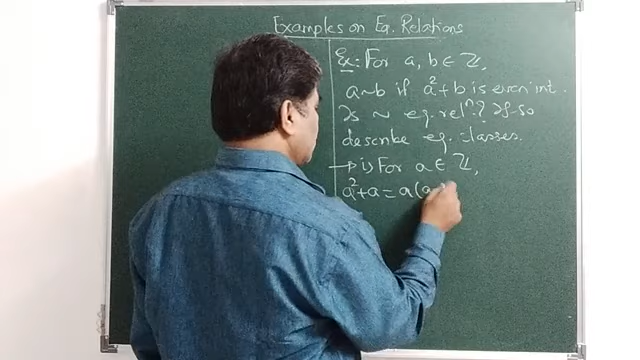 Examples on Eq. Relations
Ex: For a, b ∈ ℤ,
a~b if a²+b is even int.
Is ~ eq. relⁿ? If so
describe eq. classes.
→ i) For a ∈ ℤ,
a²+a = a(a